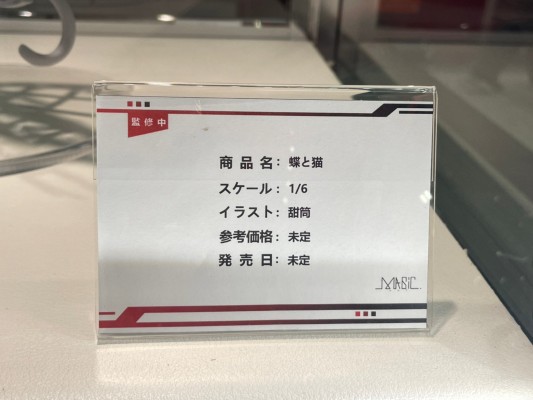 監修中
商品名：蝶と猫
スケール：1/6
イラスト：甜筒
参考価格：未定
発売日：未定
MAGIC